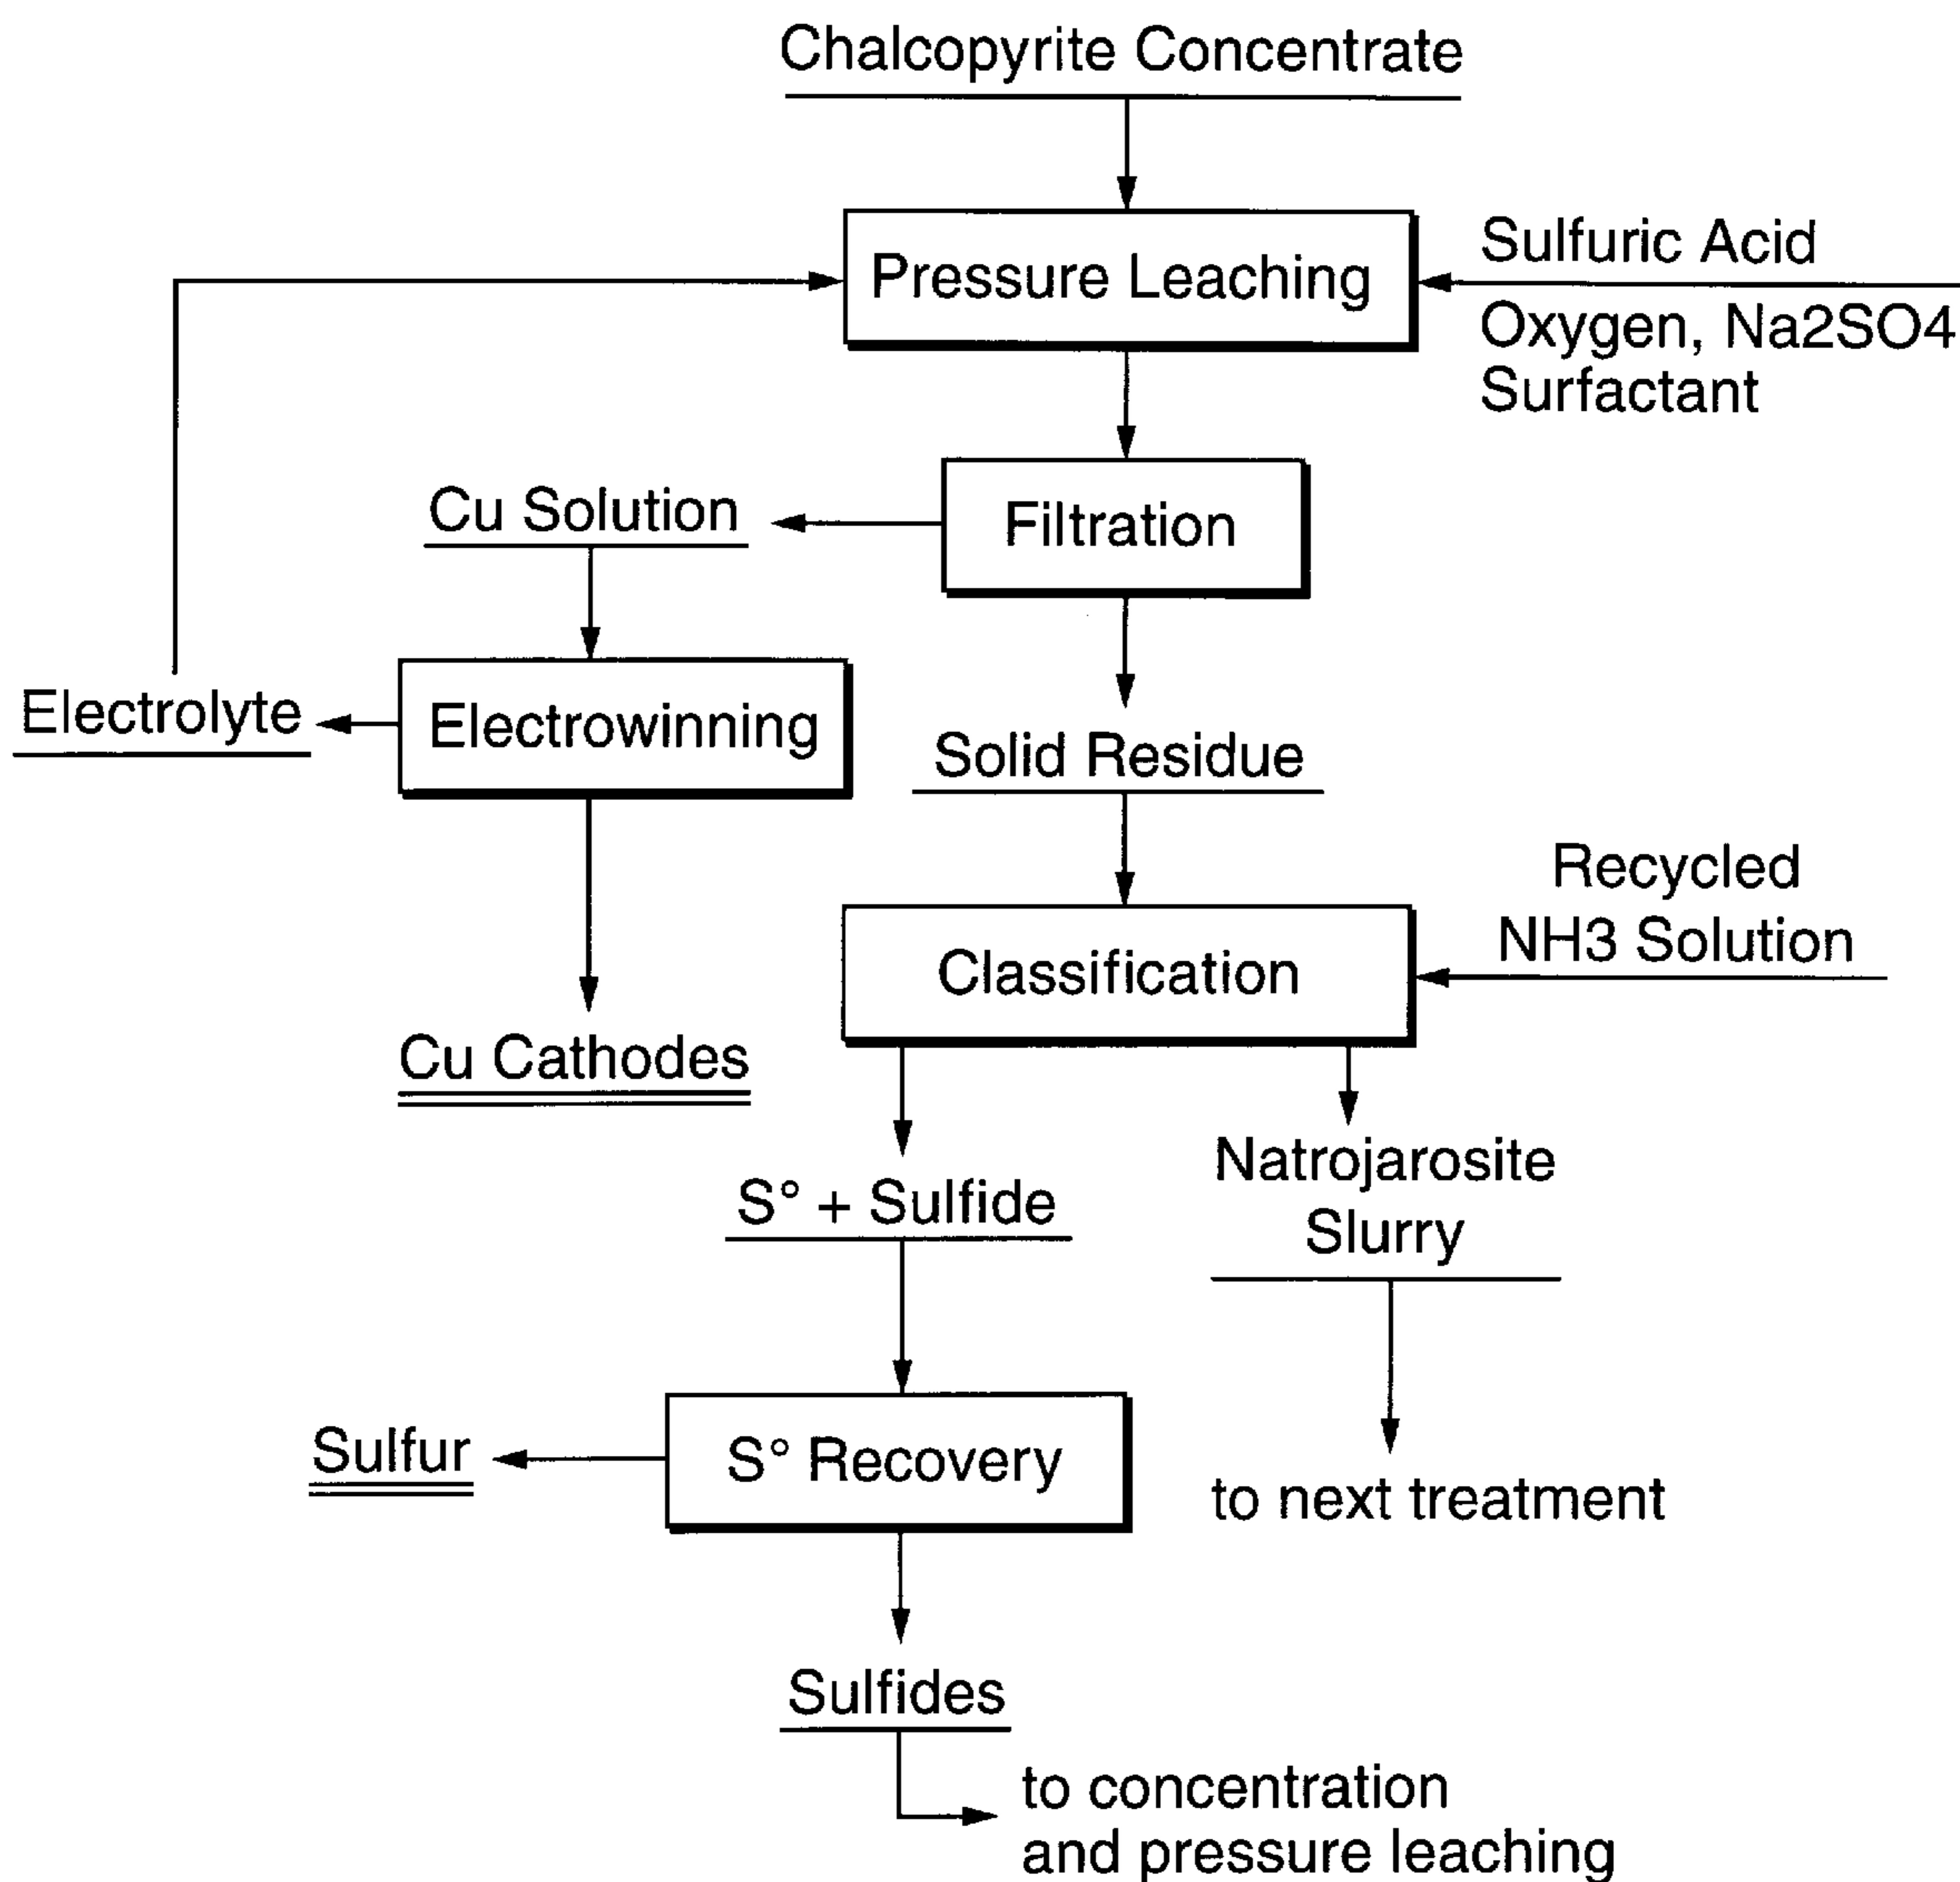 Chalcopyrite Concentrate
Pressure Leaching
Sulfuric Acid
Oxygen, Na2SO4
Surfactant
Filtration
Cu Solution
Electrowinning
Electrolyte
Solid Residue
Recycled
NH3 Solution
Classification
Cu Cathodes
S° + Sulfide
Natrojarosite
Slurry
S° Recovery
Sulfur
to next treatment
Sulfides
to concentration
and pressure leaching